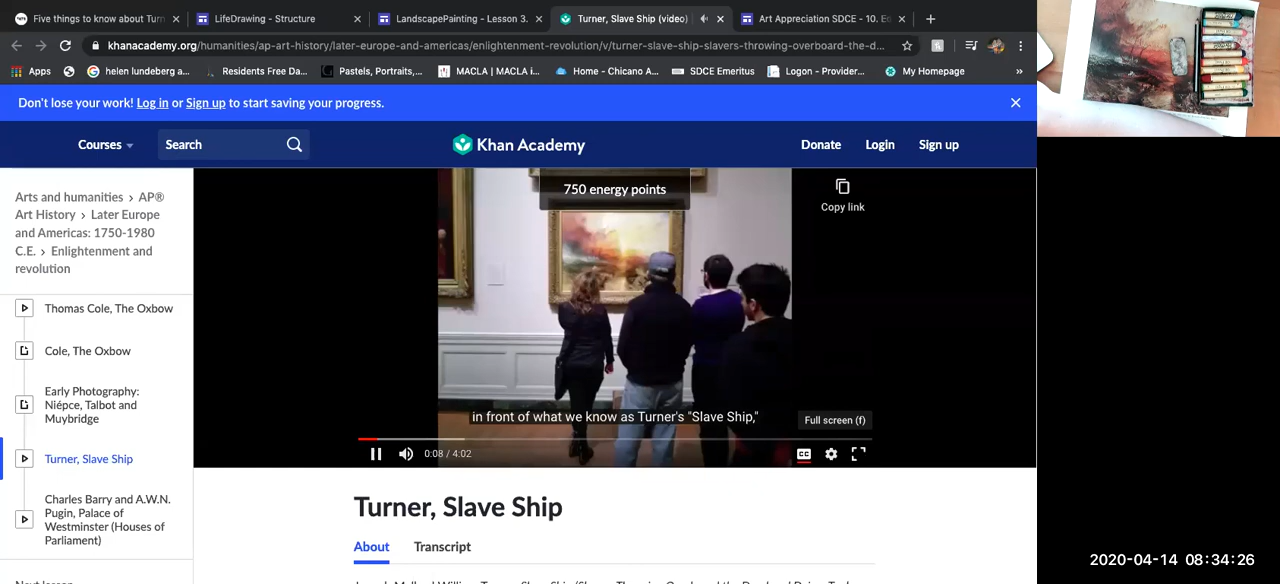 Five things to know about Turn
LifeDrawing - Structure
LandscapePainting - Lesson 3.
Turner, Slave Ship (video)
Art Appreciation SDCE - 10. Ec
khanacademy.org/humanities/ap-art-history/later-europe-and-americas/enlightenment-revolution/v/turner-slave-ship-slavers-throwing-overboard-the-d...
Apps
helen lundeberg a...
Residents Free Da...
Pastels, Portraits,...
MACLA | MACLA i...
Home - Chicano A...
SDCE Emeritus
Logon - Provider...
My Homepage
»
Don't lose your work! Log in or Sign up to start saving your progress.
Courses
Search
Khan Academy
Donate
Login
Sign up
Arts and humanities › AP®
Art History › Later Europe
and Americas: 1750-1980
C.E. › Enlightenment and
revolution
Thomas Cole, The Oxbow
Cole, The Oxbow
Early Photography:
Niépce, Talbot and
Muybridge
Turner, Slave Ship
Charles Barry and A.W.N.
Pugin, Palace of
Westminster (Houses of
Parliament)
750 energy points
Copy link
in front of what we know as Turner's "Slave Ship,"
Full screen (f)
0:08 / 4:02
CC
Turner, Slave Ship
About
Transcript
2020-04-14 08:34:26